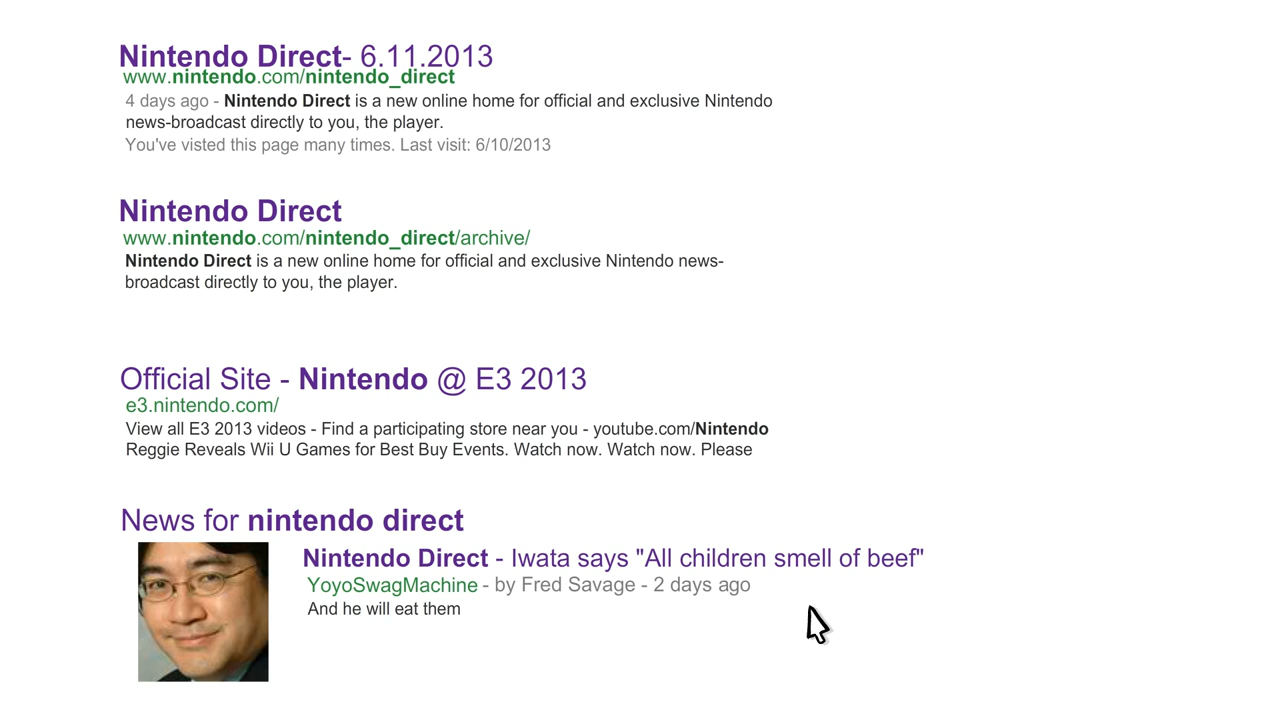 Nintendo Direct- 6.11.2013
www.nintendo.com/nintendo_direct
4 days ago - Nintendo Direct is a new online home for official and exclusive Nintendo
news-broadcast directly to you, the player.
You've visted this page many times. Last visit: 6/10/2013
Nintendo Direct
www.nintendo.com/nintendo_direct/archive/
Nintendo Direct is a new online home for official and exclusive Nintendo news-
broadcast directly to you, the player.
Official Site - Nintendo @ E3 2013
e3.nintendo.com/
View all E3 2013 videos - Find a participating store near you - youtube.com/Nintendo
Reggie Reveals Wii U Games for Best Buy Events. Watch now. Watch now. Please
News for nintendo direct
Nintendo Direct - Iwata says "All children smell of beef"
YoyoSwagMachine - by Fred Savage - 2 days ago
And he will eat them